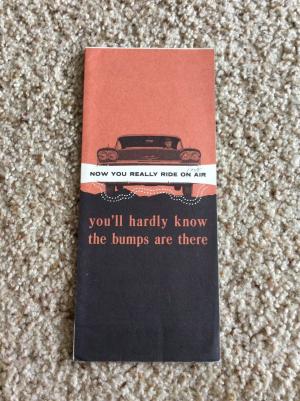 NOW YOU REALLY RIDE ON AIR
you'll hardly know
the bumps are there